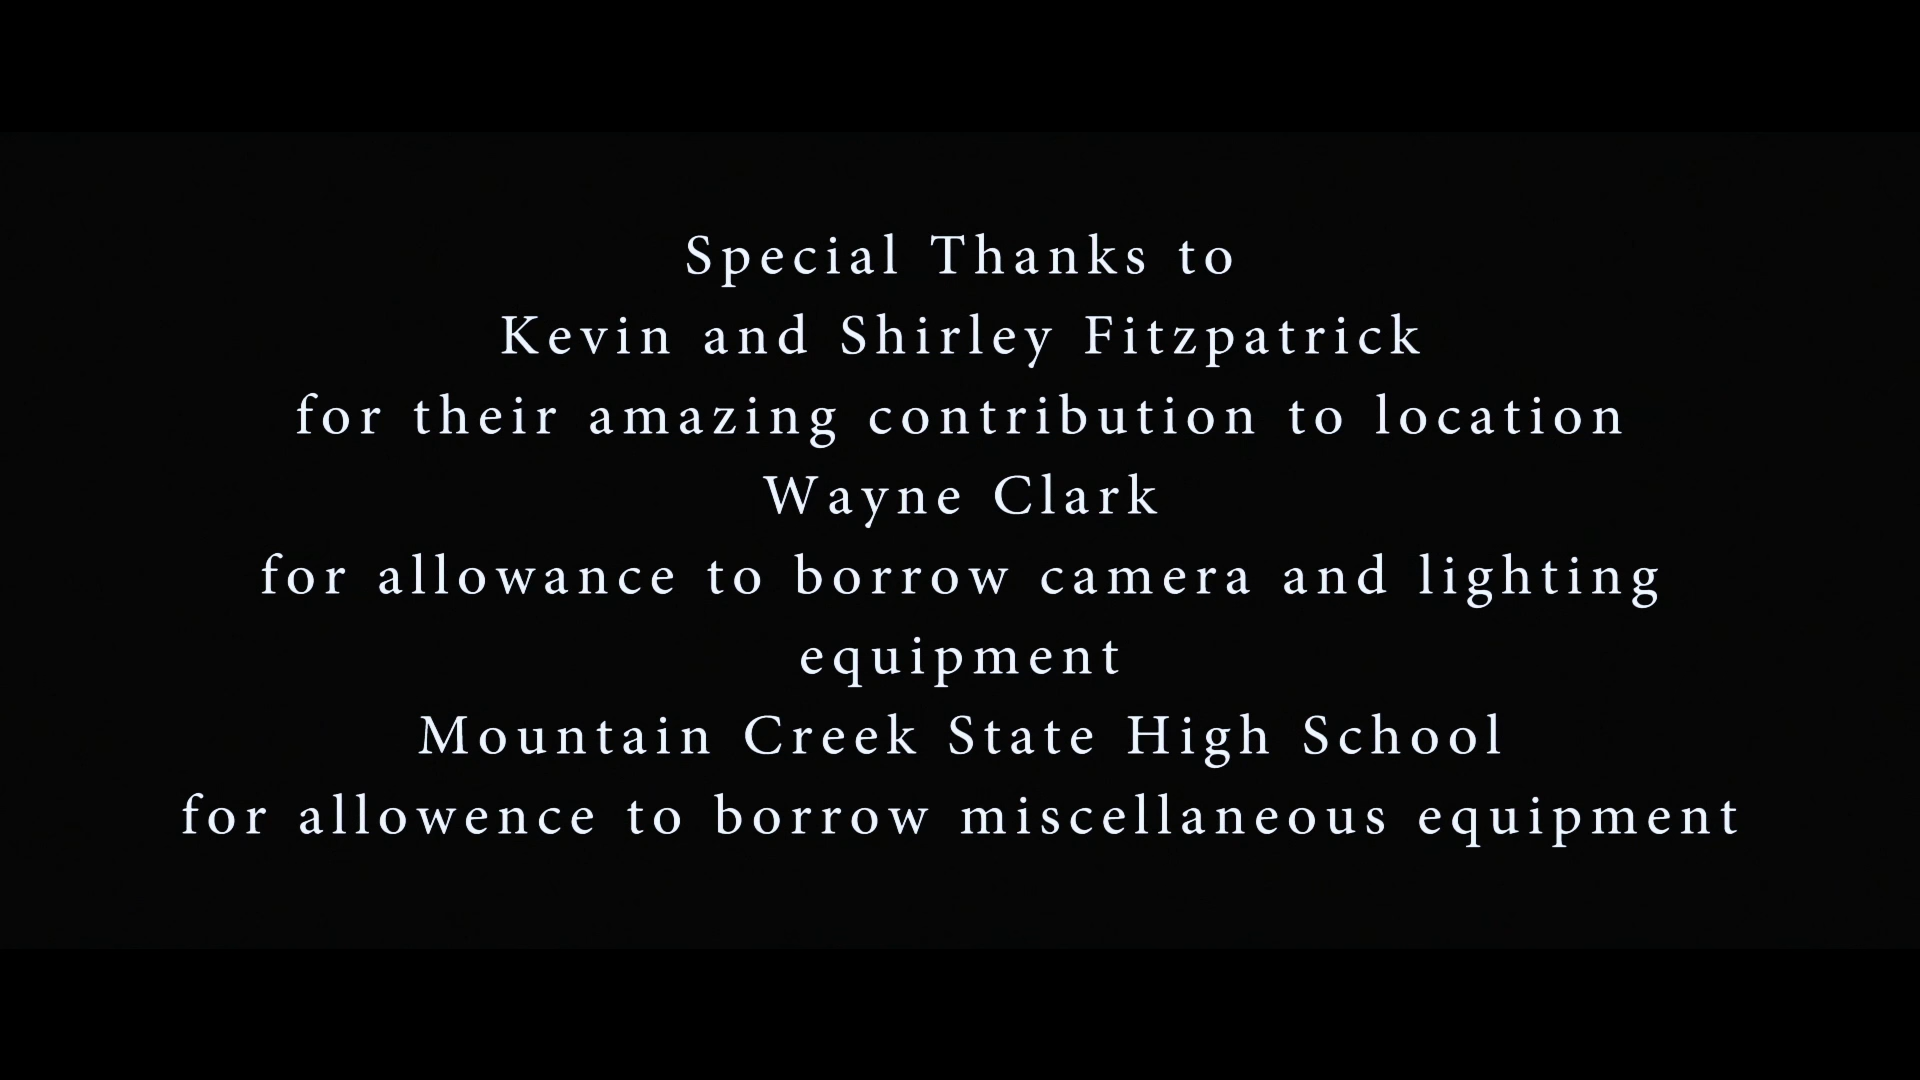 Special Thanks to
Kevin and Shirley Fitzpatrick
for their amazing contribution to location
Wayne Clark
for allowance to borrow camera and lighting
equipment
Mountain Creek State High School
for allowence to borrow miscellaneous equipment